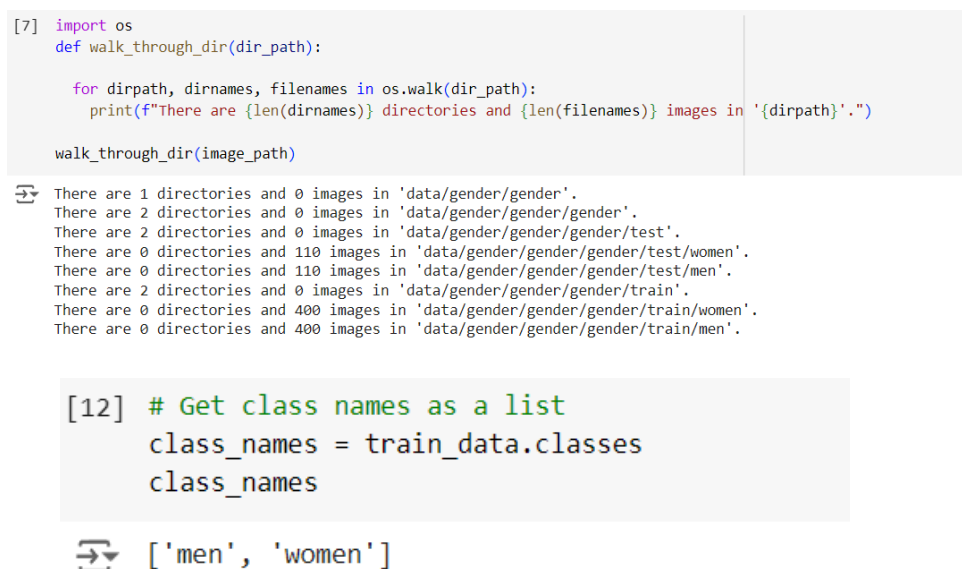 [7] import os
def walk_through_dir(dir_path):
for dirpath, dirnames, filenames in os.walk(dir_path):
print(f"There are {len(dirnames)} directories and {len(filenames)} images in '{dirpath}'.")
walk_through_dir(image_path)
There are 1 directories and 0 images in 'data/gender/gender'.
There are 2 directories and 0 images in 'data/gender/gender/gender'.
There are 2 directories and 0 images in 'data/gender/gender/gender/test'.
There are 0 directories and 110 images in 'data/gender/gender/gender/test/women'.
There are 0 directories and 110 images in 'data/gender/gender/gender/test/men'.
There are 2 directories and 0 images in 'data/gender/gender/gender/train'.
There are 0 directories and 400 images in 'data/gender/gender/gender/train/women'.
There are 0 directories and 400 images in 'data/gender/gender/gender/train/men'.
[12] # Get class names as a list
class_names = train_data.classes
class_names
['men', 'women']